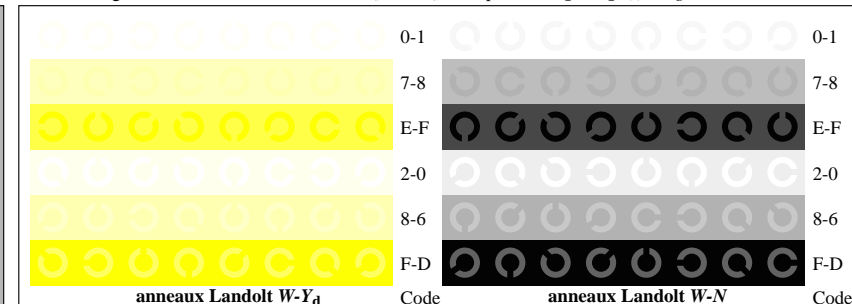 0-1 0-1
7-8 7-8
E-F E-F
2-0 2-0
8-6 8-6
F-D F-D
anneaux Landolt W-Yd Code anneaux Landolt W-N Code